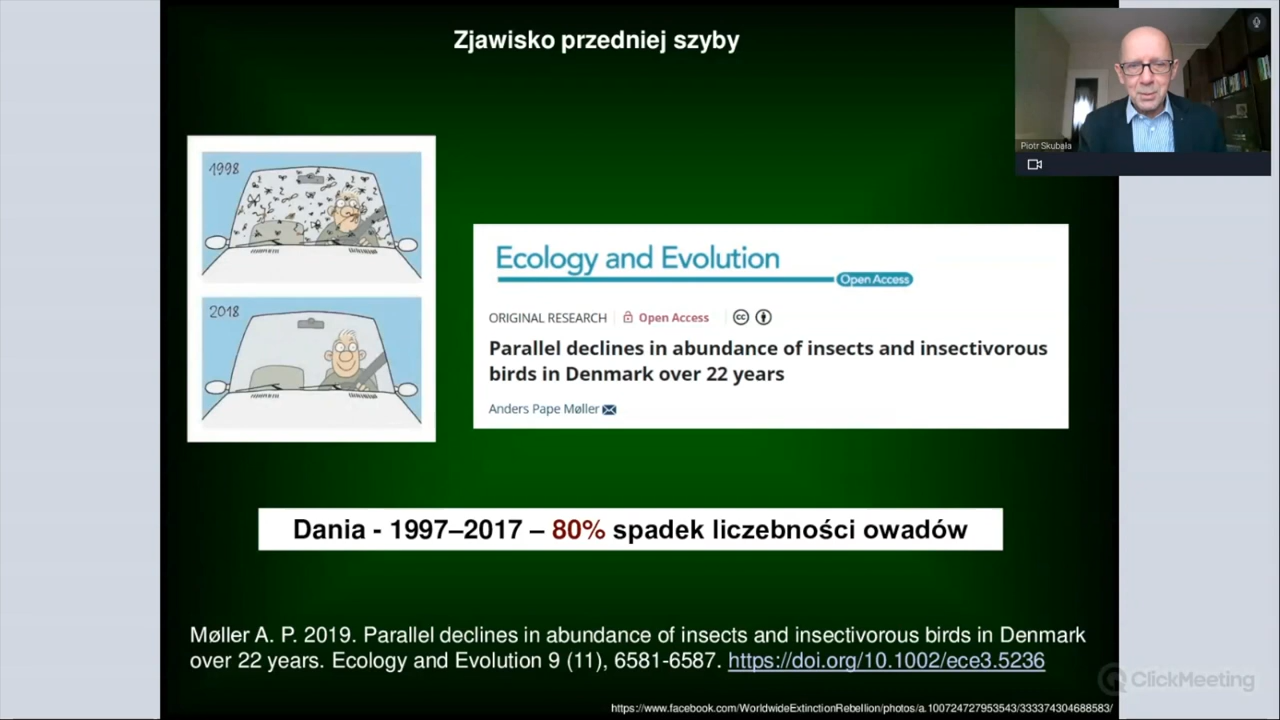 Zjawisko przedniej szyby
Piotr Skubała
1998
2018
Ecology and Evolution
Open Access
ORIGINAL RESEARCH Open Access
Parallel declines in abundance of insects and insectivorous
birds in Denmark over 22 years
Anders Pape Møller
Dania - 1997–2017 – 80% spadek liczebności owadów
Møller A. P. 2019. Parallel declines in abundance of insects and insectivorous birds in Denmark
over 22 years. Ecology and Evolution 9 (11), 6581-6587. https://doi.org/10.1002/ece3.5236
ClickMeeting
https://www.facebook.com/WorldwideExtinctionRebellion/photos/a.100724727953543/333374304688583/